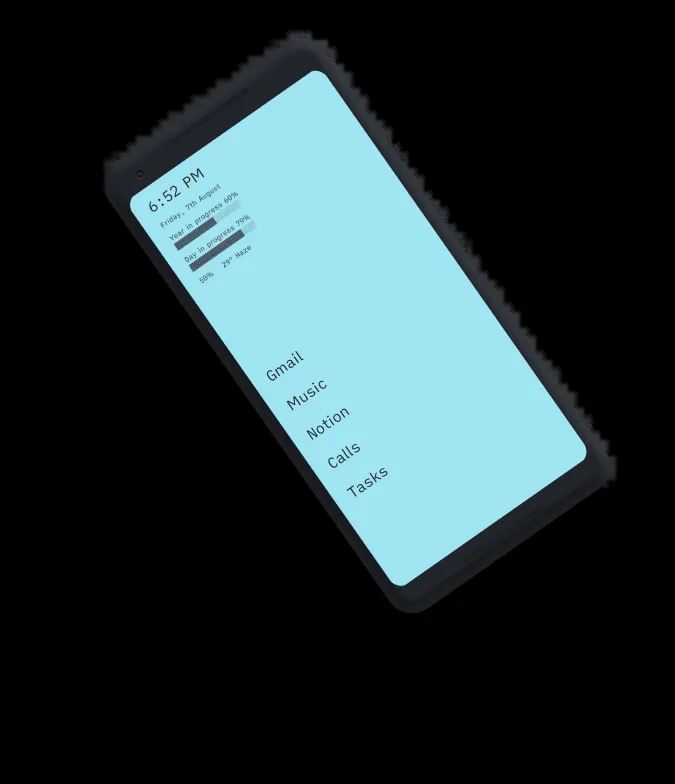 6:52 PM
Friday, 7th August
Year in progress 60%
Day in progress 79%
50% 29° Haze
Gmail
Music
Notion
Calls
Tasks